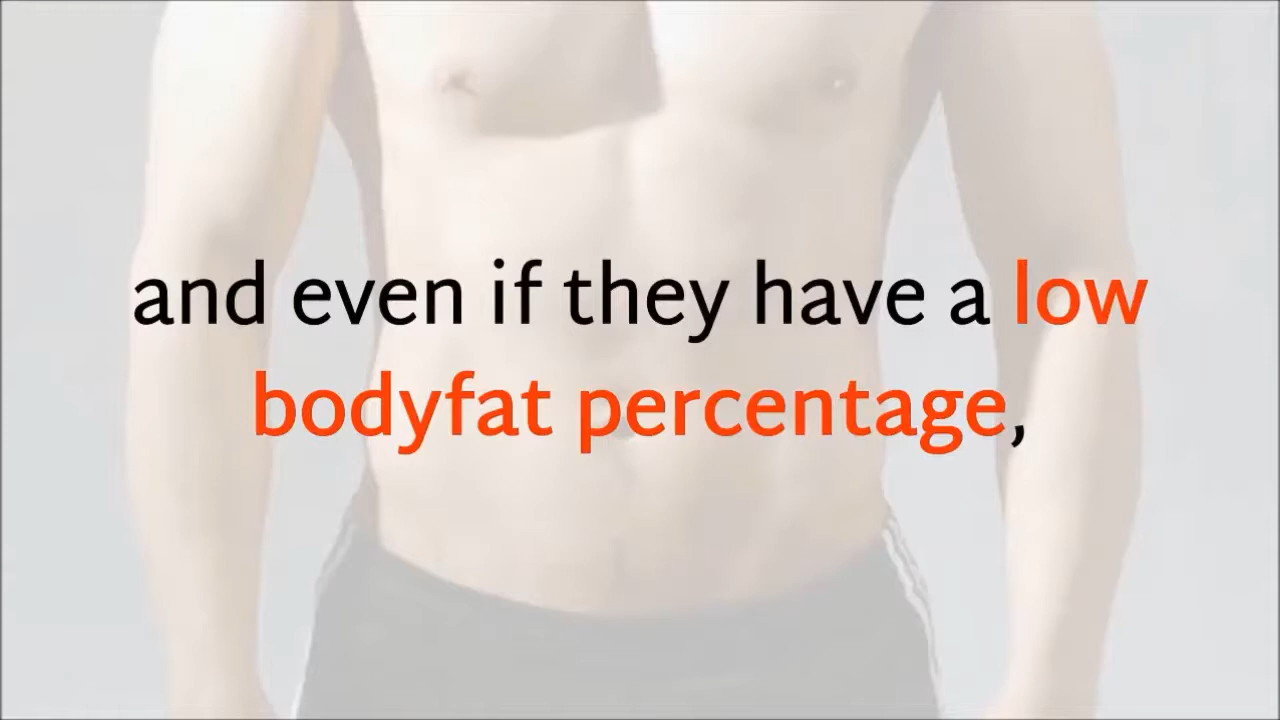 and even if they have a low
bodyfat percentage,